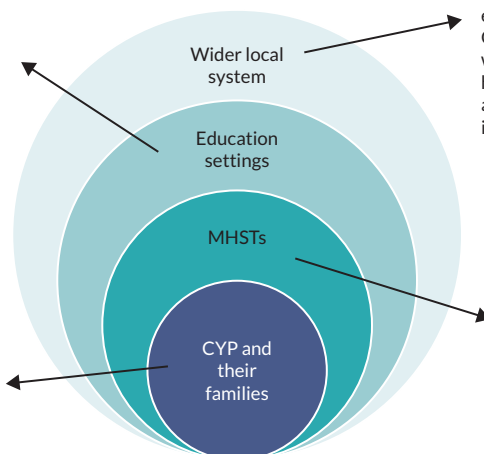 Wider local
system
Education
settings
MHSTs
CYP and
their
families